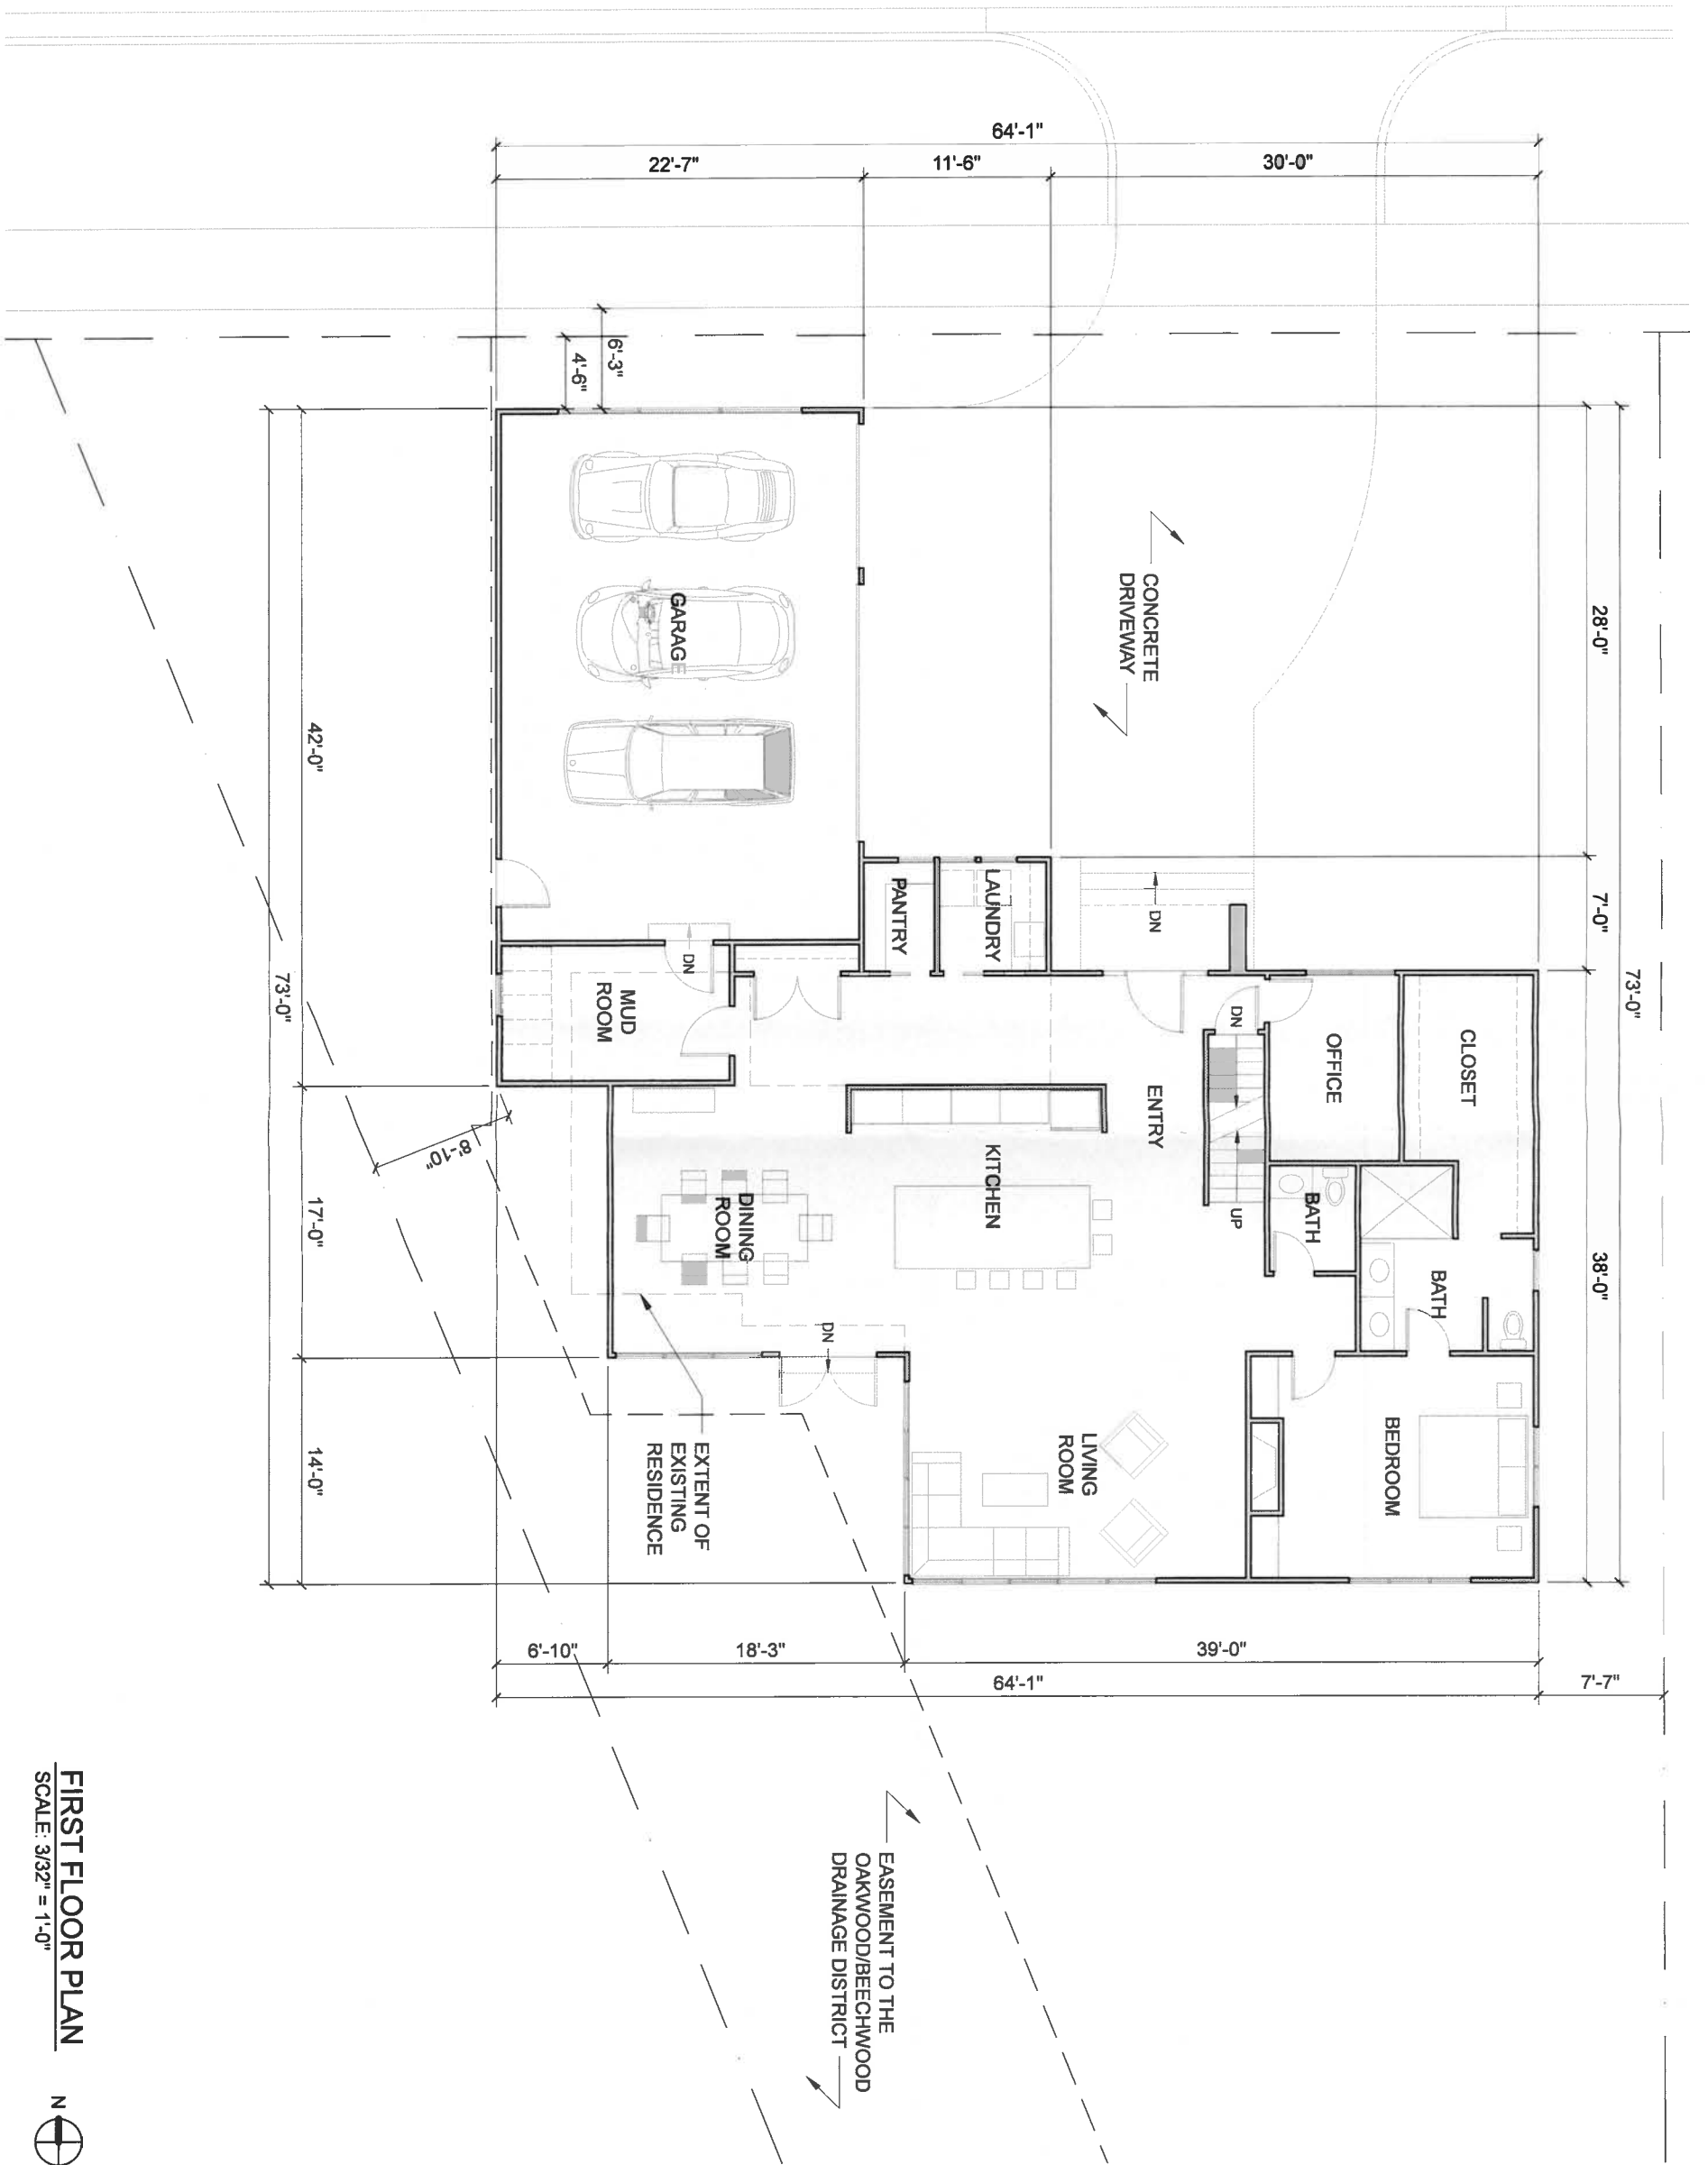 64'-1"
22'-7"
11'-6"
30'-0"
6'-3"
4'-6"
CONCRETE
DRIVEWAY
28'-0"
7'-0"
73'-0"
38'-0"
GARAGE
42'-0"
73'-0"
17'-0"
14'-0"
8'-10"
PANTRY
LAUNDRY
DN
DN
MUD
ROOM
DN
OFFICE
CLOSET
ENTRY
KITCHEN
UP
BATH
BATH
DINING
ROOM
DN
LIVING
ROOM
BEDROOM
EXTENT OF
EXISTING
RESIDENCE
6'-10"
18'-3"
39'-0"
64'-1"
7'-7"
EASEMENT TO THE
OAKWOOD/BEECHWOOD
DRAINAGE DISTRICT
FIRST FLOOR PLAN
SCALE: 3/32" = 1'-0"
N